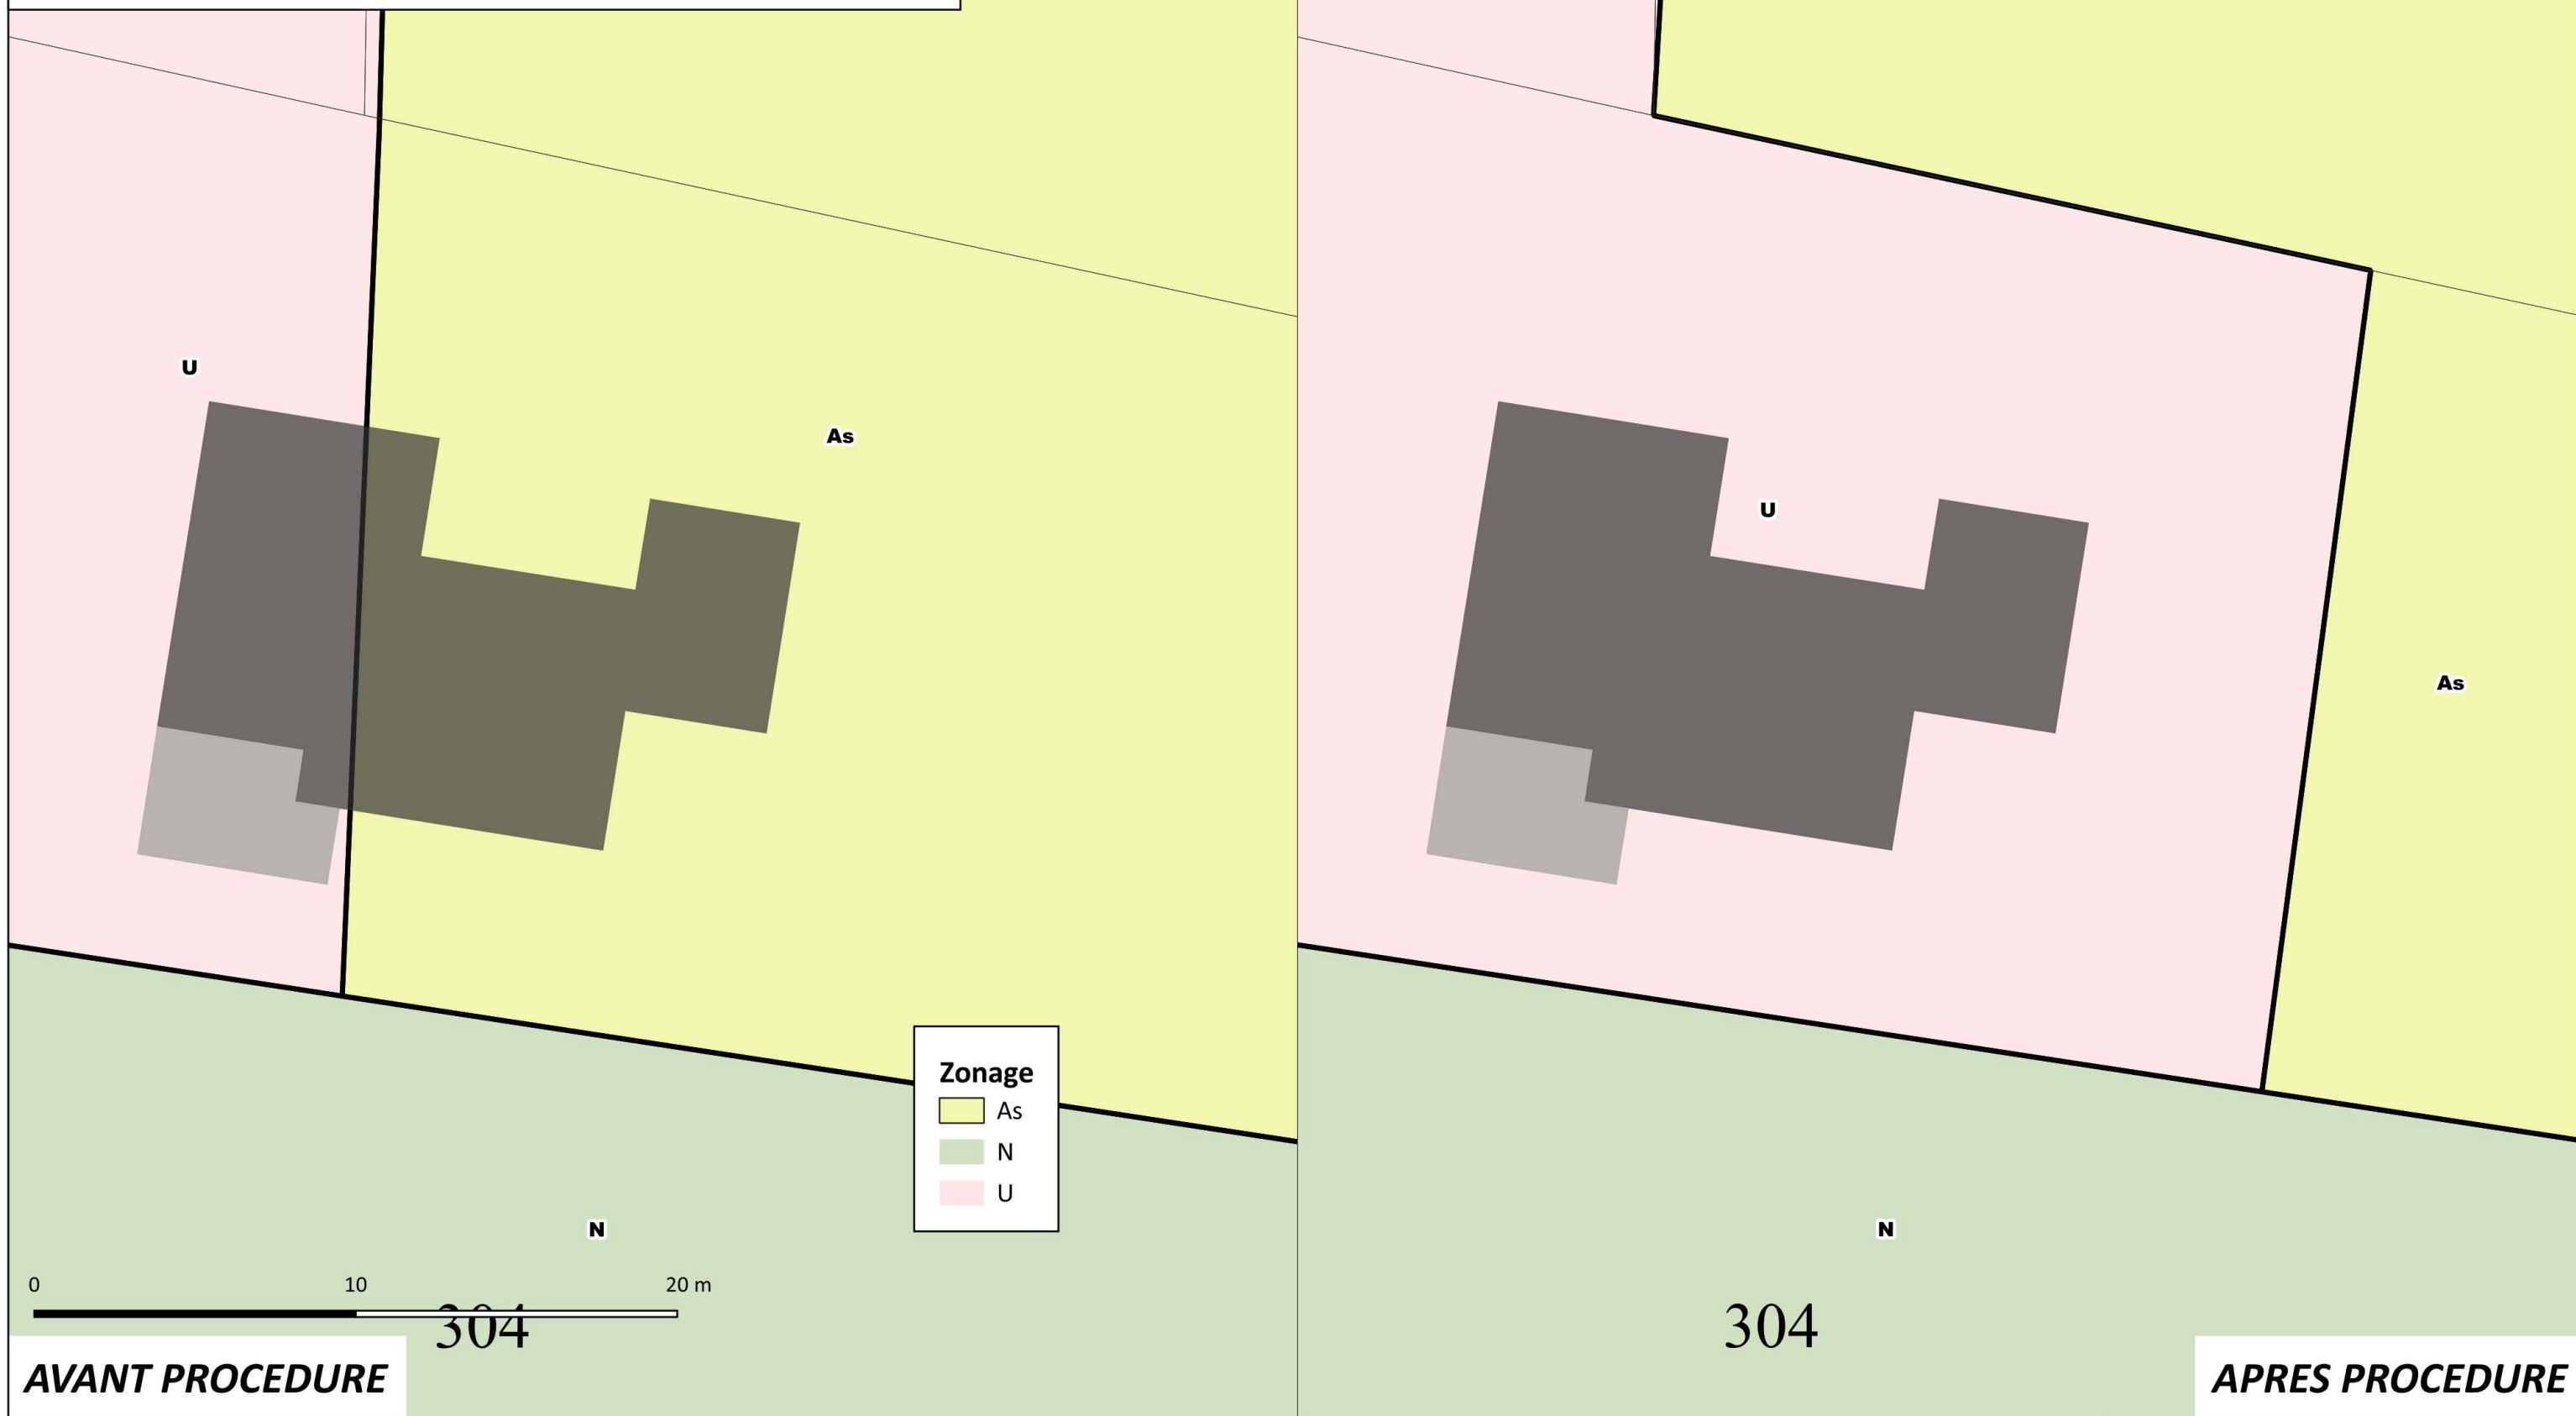 U
As
U
As
Zonage
As
N
U
N
N
0 10 20 m
304
304
AVANT PROCEDURE
APRES PROCEDURE